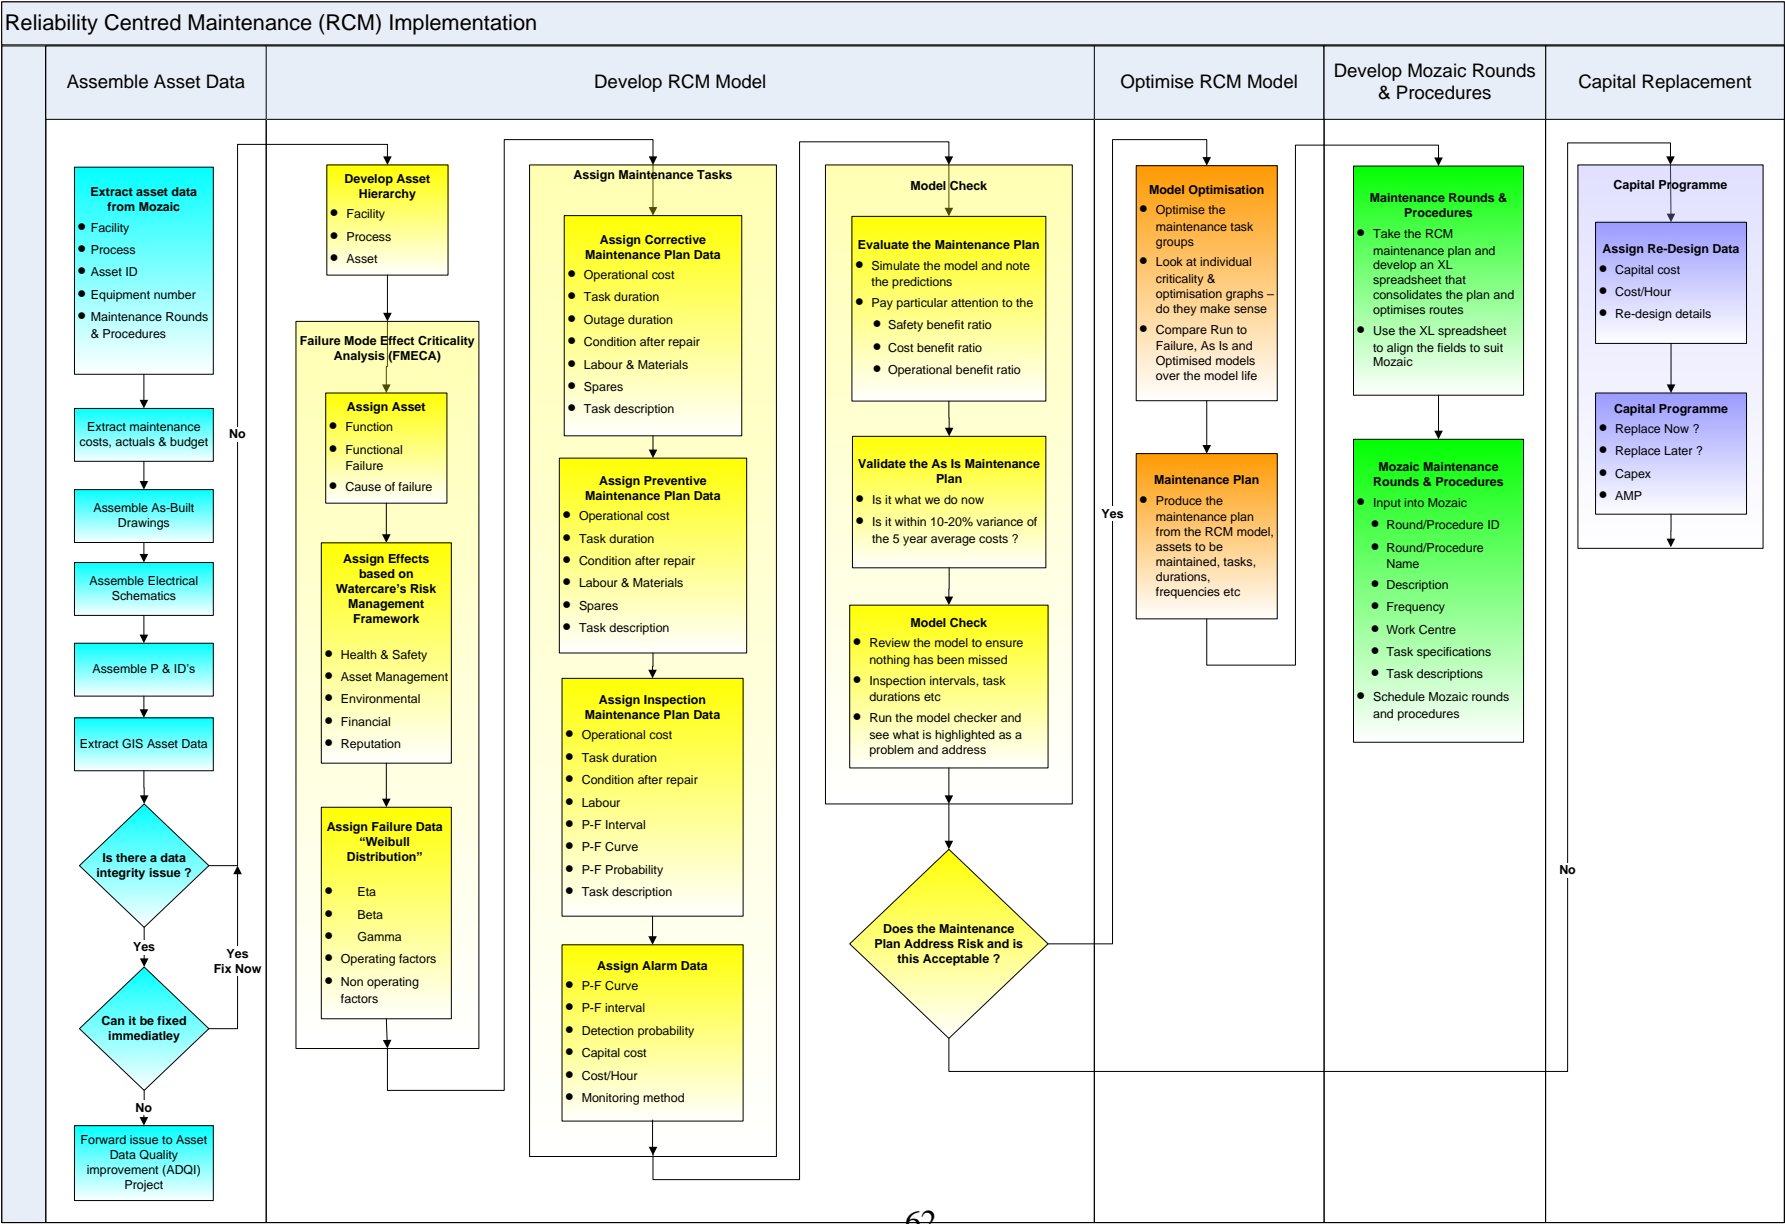 Reliability Centred Maintenance (RCM) Implementation
Assemble Asset Data
Develop RCM Model
Optimise RCM Model
Develop Mozaic Rounds
& Procedures
Capital Replacement
Extract asset data
from Mozaic
Facility
Process
Asset ID
Equipment number
Maintenance Rounds
& Procedures
Extract maintenance
costs, actuals & budget
Assemble As-Built
Drawings
Assemble Electrical
Schematics
Assemble P & ID's
Extract GIS Asset Data
Is there a data
integrity issue ?
Yes
Can it be fixed
immediatley
No
Forward issue to Asset
Data Quality
improvement (ADQI)
Project
No
Yes
Fix Now
Develop Asset
Hierarchy
Facility
Process
Asset
Failure Mode Effect Criticality
Analysis (FMECA)
Assign Asset
Function
Functional
Failure
Cause of failure
Assign Effects
based on
Watercare's Risk
Management
Framework
Health & Safety
Asset Management
Environmental
Financial
Reputation
Assign Failure Data
“Weibull
Distribution”
Eta
Beta
Gamma
Operating factors
Non operating
factors
Assign Maintenance Tasks
Assign Corrective
Maintenance Plan Data
Operational cost
Task duration
Outage duration
Condition after repair
Labour & Materials
Spares
Task description
Assign Preventive
Maintenance Plan Data
Operational cost
Task duration
Condition after repair
Labour & Materials
Spares
Task description
Assign Inspection
Maintenance Plan Data
Operational cost
Task duration
Condition after repair
Labour
P-F Interval
P-F Curve
P-F Probability
Task description
Assign Alarm Data
P-F Curve
P-F interval
Detection probability
Capital cost
Cost/Hour
Monitoring method
Model Check
Evaluate the Maintenance Plan
Simulate the model and note
the predictions
Pay particular attention to the
Safety benefit ratio
Cost benefit ratio
Operational benefit ratio
Validate the As Is Maintenance
Plan
Is it what we do now
Is it within 10-20% variance of
the 5 year average costs ?
Model Check
Review the model to ensure
nothing has been missed
Inspection intervals, task
durations etc
Run the model checker and
see what is highlighted as a
problem and address
Does the Maintenance
Plan Address Risk and is
this Acceptable ?
Yes
Model Optimisation
Optimise the
maintenance task
groups
Look at individual
criticality &
optimisation graphs –
do they make sense
Compare Run to
Failure, As Is and
Optimised models
over the model life
Maintenance Plan
Produce the
maintenance plan
from the RCM model,
assets to be
maintained, tasks,
durations,
frequencies etc
Maintenance Rounds &
Procedures
Take the RCM
maintenance plan and
develop an XL
spreadsheet that
consolidates the plan and
optimises routes
Use the XL spreadsheet
to align the fields to suit
Mozaic
Mozaic Maintenance
Rounds & Procedures
Input into Mozaic
Round/Procedure ID
Round/Procedure
Name
Description
Frequency
Work Centre
Task specifications
Task descriptions
Schedule Mozaic rounds
and procedures
No
Capital Programme
Assign Re-Design Data
Capital cost
Cost/Hour
Re-design details
Capital Programme
Replace Now ?
Replace Later ?
Capex
AMP
62